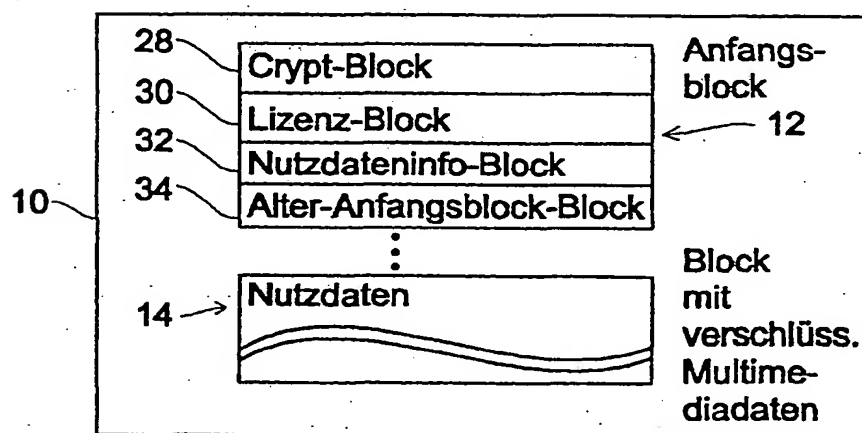 28
Crypt-Block
Anfangs-
block
30
Lizenz-Block
12
32
Nutzdateninfo-Block
34
10
Alter-Anfangsblock-Block
Nutzdaten
14
Block
mit
verschlüss.
Multime-
diadaten